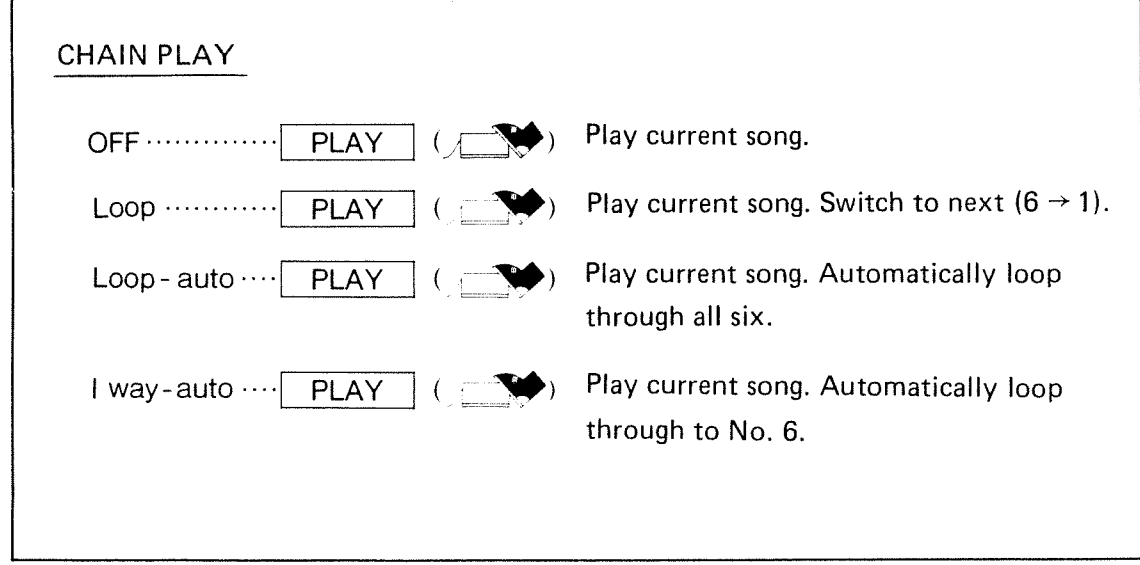 CHAIN PLAY
OFF ·············· PLAY ( ) Play current song.
Loop ············ PLAY ( ) Play current song. Switch to next (6 → 1).
Loop - auto ···· PLAY ( ) Play current song. Automatically loop
through all six.
I way - auto ···· PLAY ( ) Play current song. Automatically loop
through to No. 6.